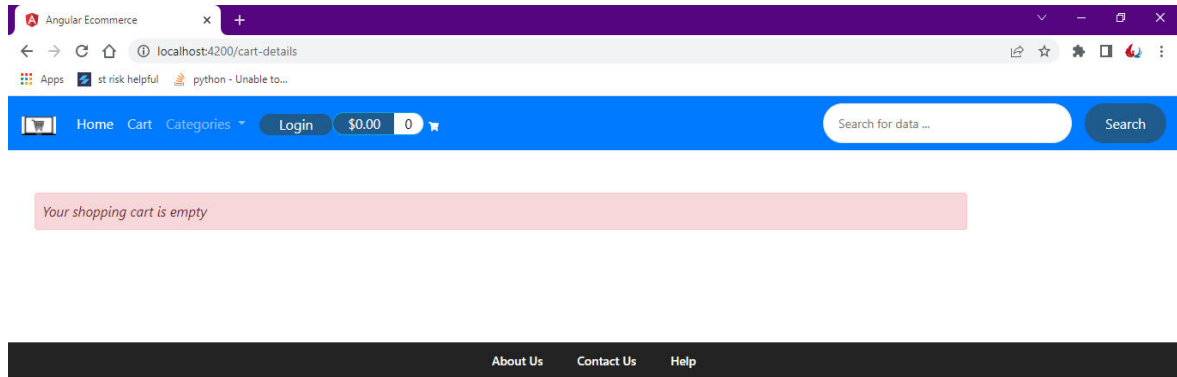 Angular Ecommerce
localhost:4200/cart-details
Apps st risk helpful python - Unable to...
Home Cart Categories Login $0.00 0 Search for data ... Search
Your shopping cart is empty
About Us Contact Us Help